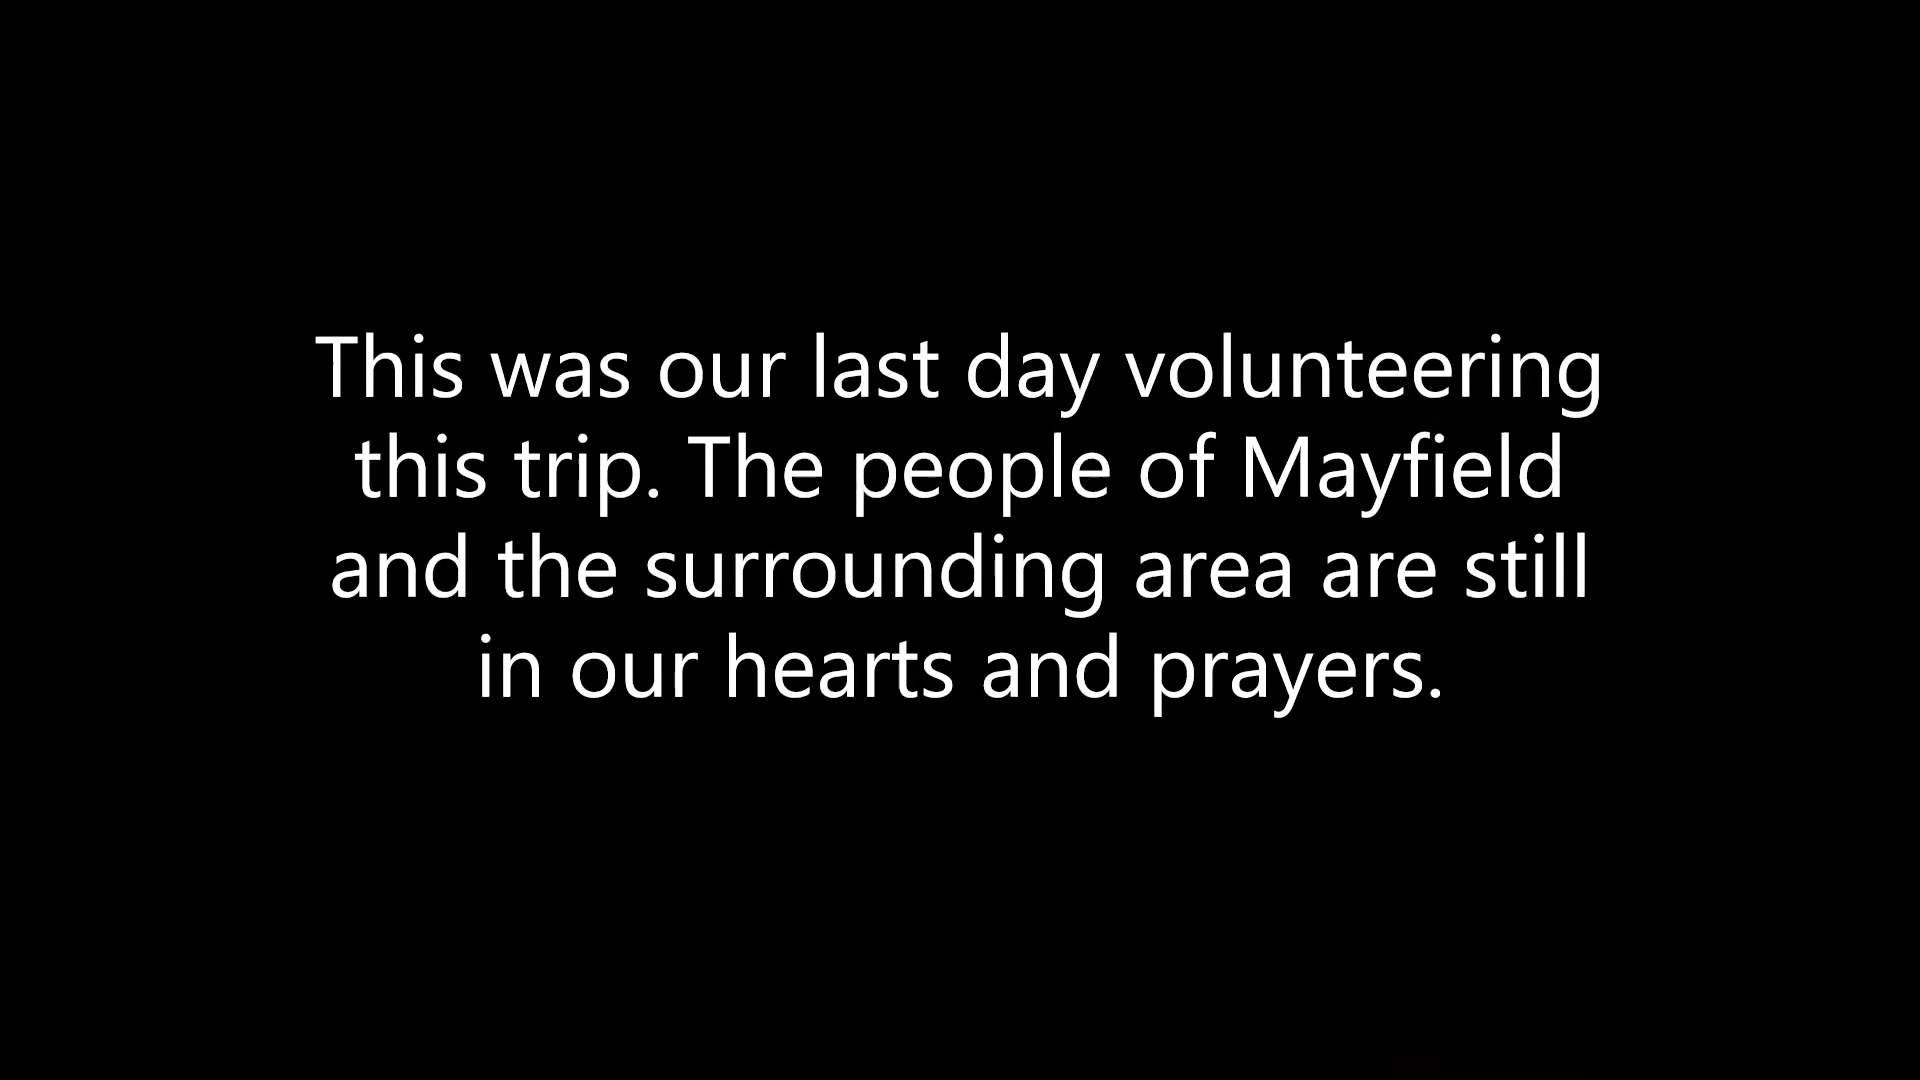 This was our last day volunteering
this trip. The people of Mayfield
and the surrounding area are still
in our hearts and prayers.